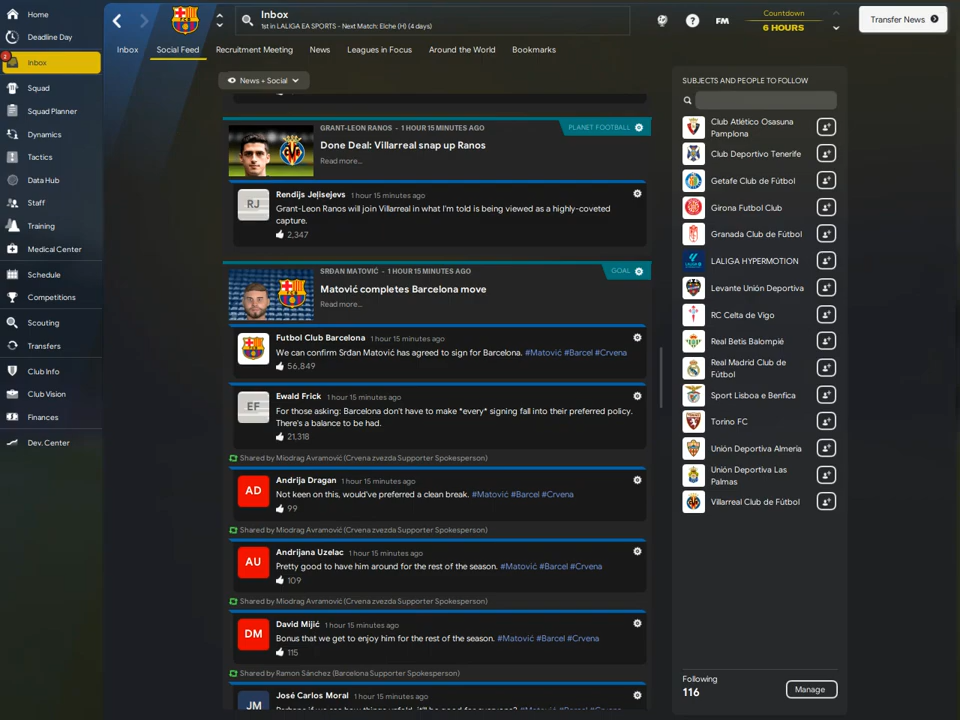 Home
Deadline Day
2
Inbox
Squad
Squad Planner
Dynamics
Tactics
Data Hub
Staff
Training
Medical Center
Schedule
Competitions
Scouting
Transfers
Club Info
Club Vision
Finances
Dev. Center
Inbox
1st in LALIGA EA SPORTS - Next Match: Elche (H) (4 days)
?
FM
Countdown
6 HOURS
Transfer News
Inbox
Social Feed
Recruitment Meeting
News
Leagues in Focus
Around the World
Bookmarks
News + Social
GRANT-LEON RANOS - 1 HOUR 15 MINUTES AGO
PLANET FOOTBALL
Done Deal: Villarreal snap up Ranos
Read more...
RJ
Rendijs Jeļisejevs 1 hour 15 minutes ago
Grant-Leon Ranos will join Villarreal in what I'm told is being viewed as a highly-coveted
capture.
2,347
SRĐAN MATOVIĆ - 1 HOUR 15 MINUTES AGO
GOAL
Matović completes Barcelona move
Read more...
Futbol Club Barcelona 1 hour 15 minutes ago
We can confirm Srđan Matović has agreed to sign for Barcelona. #Matović #Barcel #Crvena
56,849
EF
Ewald Frick 1 hour 15 minutes ago
For those asking: Barcelona don't have to make *every* signing fall into their preferred policy.
There's a balance to be had.
21,318
Shared by Miodrag Avramović (Crvena zvezda Supporter Spokesperson)
AD
Andrija Dragan 1 hour 15 minutes ago
Not keen on this, would've preferred a clean break. #Matović #Barcel #Crvena
99
Shared by Miodrag Avramović (Crvena zvezda Supporter Spokesperson)
AU
Andrijana Uzelac 1 hour 15 minutes ago
Pretty good to have him around for the rest of the season. #Matović #Barcel #Crvena
109
Shared by Miodrag Avramović (Crvena zvezda Supporter Spokesperson)
DM
David Mijić 1 hour 15 minutes ago
Bonus that we get to enjoy him for the rest of the season. #Matović #Barcel #Crvena
115
Shared by Ramon Sánchez (Barcelona Supporter Spokesperson)
JM
José Carlos Moral 1 hour 15 minutes ago
SUBJECTS AND PEOPLE TO FOLLOW
Club Atlético Osasuna
Pamplona
Club Deportivo Tenerife
Getafe Club de Fútbol
Girona Futbol Club
Granada Club de Fútbol
LALIGA HYPERMOTION
Levante Unión Deportiva
RC Celta de Vigo
Real Betis Balompié
Real Madrid Club de
Fútbol
Sport Lisboa e Benfica
Torino FC
Unión Deportiva Almería
Unión Deportiva Las
Palmas
Villarreal Club de Fútbol
Following
116
Manage